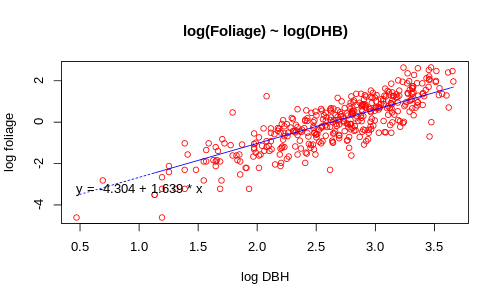 log(Foliage) ~ log(DHB)
log foliage
2
0
-2
-4
y = -4.304 + 1.639 * x
0.5 1.0 1.5 2.0 2.5 3.0 3.5
log DBH